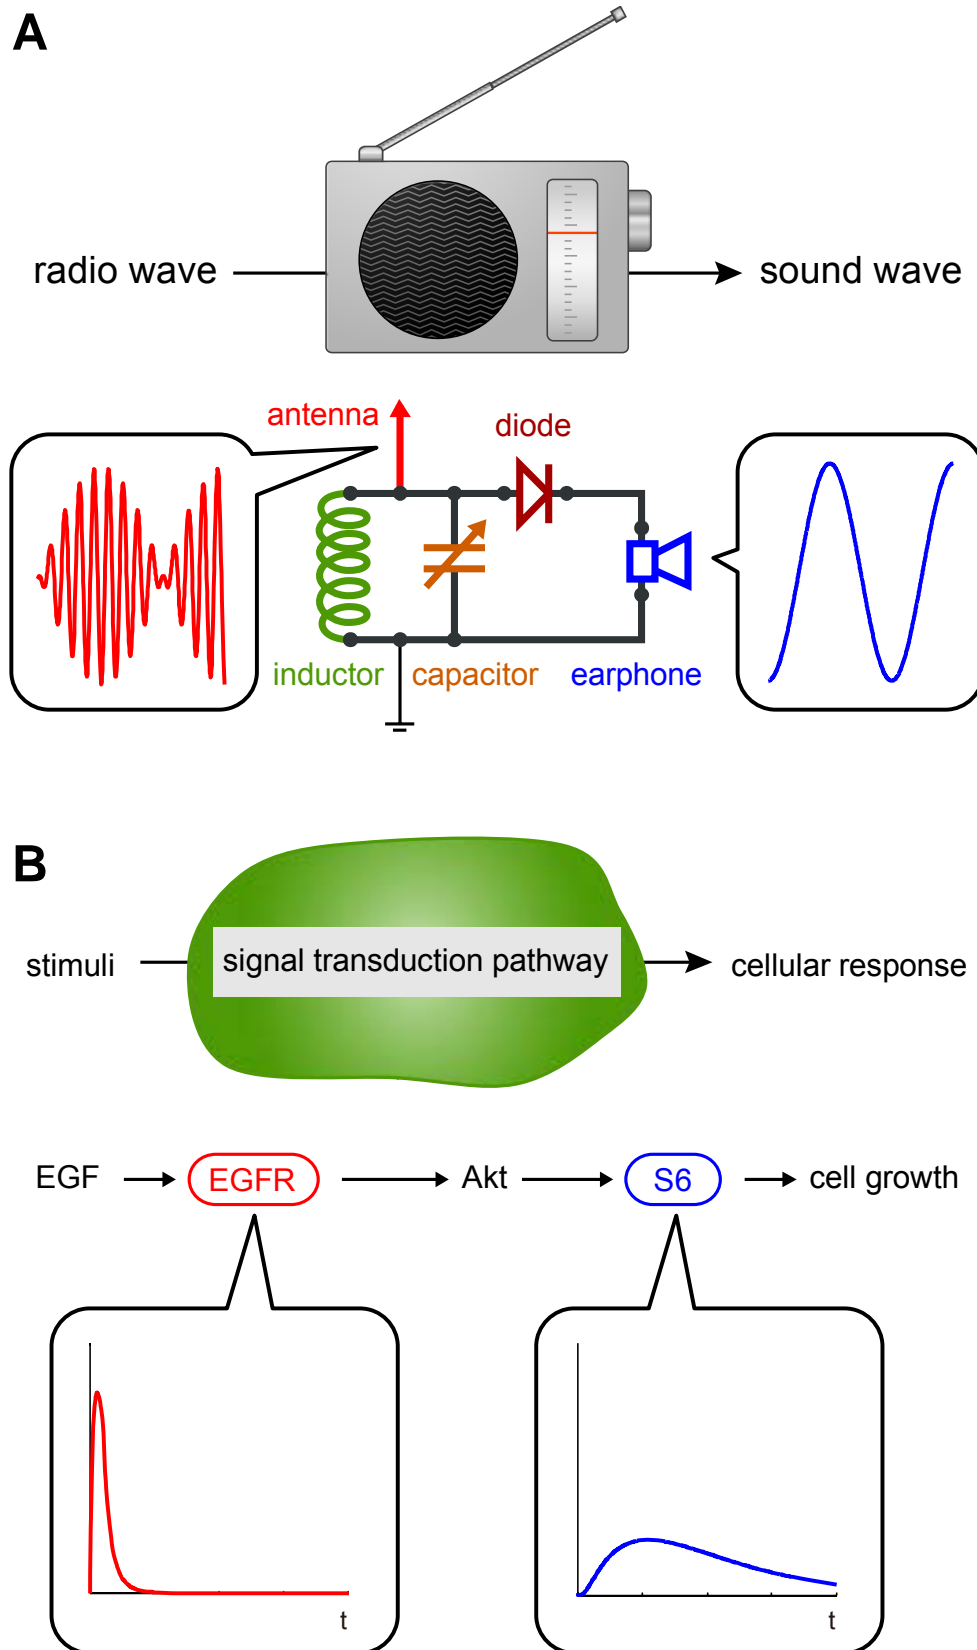 A
radio wave
sound wave
antenna
diode
inductor
capacitor
earphone
B
stimuli
signal transduction pathway
cellular response
EGF
EGFR
Akt
S6
cell growth
t
t